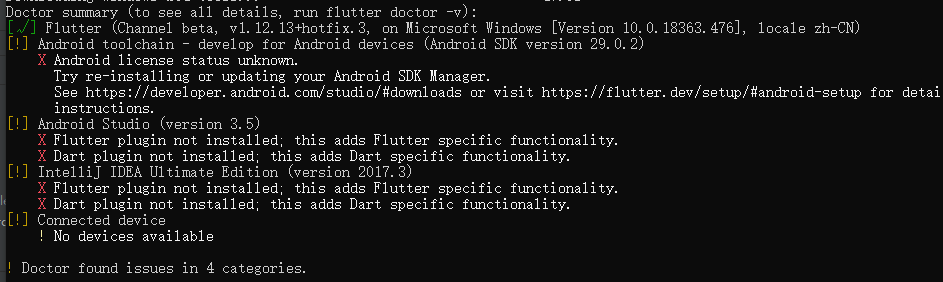 Doctor summary (to see all details, run flutter doctor -v):
[√] Flutter (Channel beta, v1.12.13+hotfix.3, on Microsoft Windows [Version 10.0.18363.476], locale zh-CN)
[!] Android toolchain - develop for Android devices (Android SDK version 29.0.2)
X Android license status unknown.
Try re-installing or updating your Android SDK Manager.
See https://developer.android.com/studio/#downloads or visit https://flutter.dev/setup/#android-setup for detai
instructions.
[!] Android Studio (version 3.5)
X Flutter plugin not installed; this adds Flutter specific functionality.
X Dart plugin not installed; this adds Dart specific functionality.
[!] IntelliJ IDEA Ultimate Edition (version 2017.3)
X Flutter plugin not installed; this adds Flutter specific functionality.
X Dart plugin not installed; this adds Dart specific functionality.
[!] Connected device
! No devices available
! Doctor found issues in 4 categories.